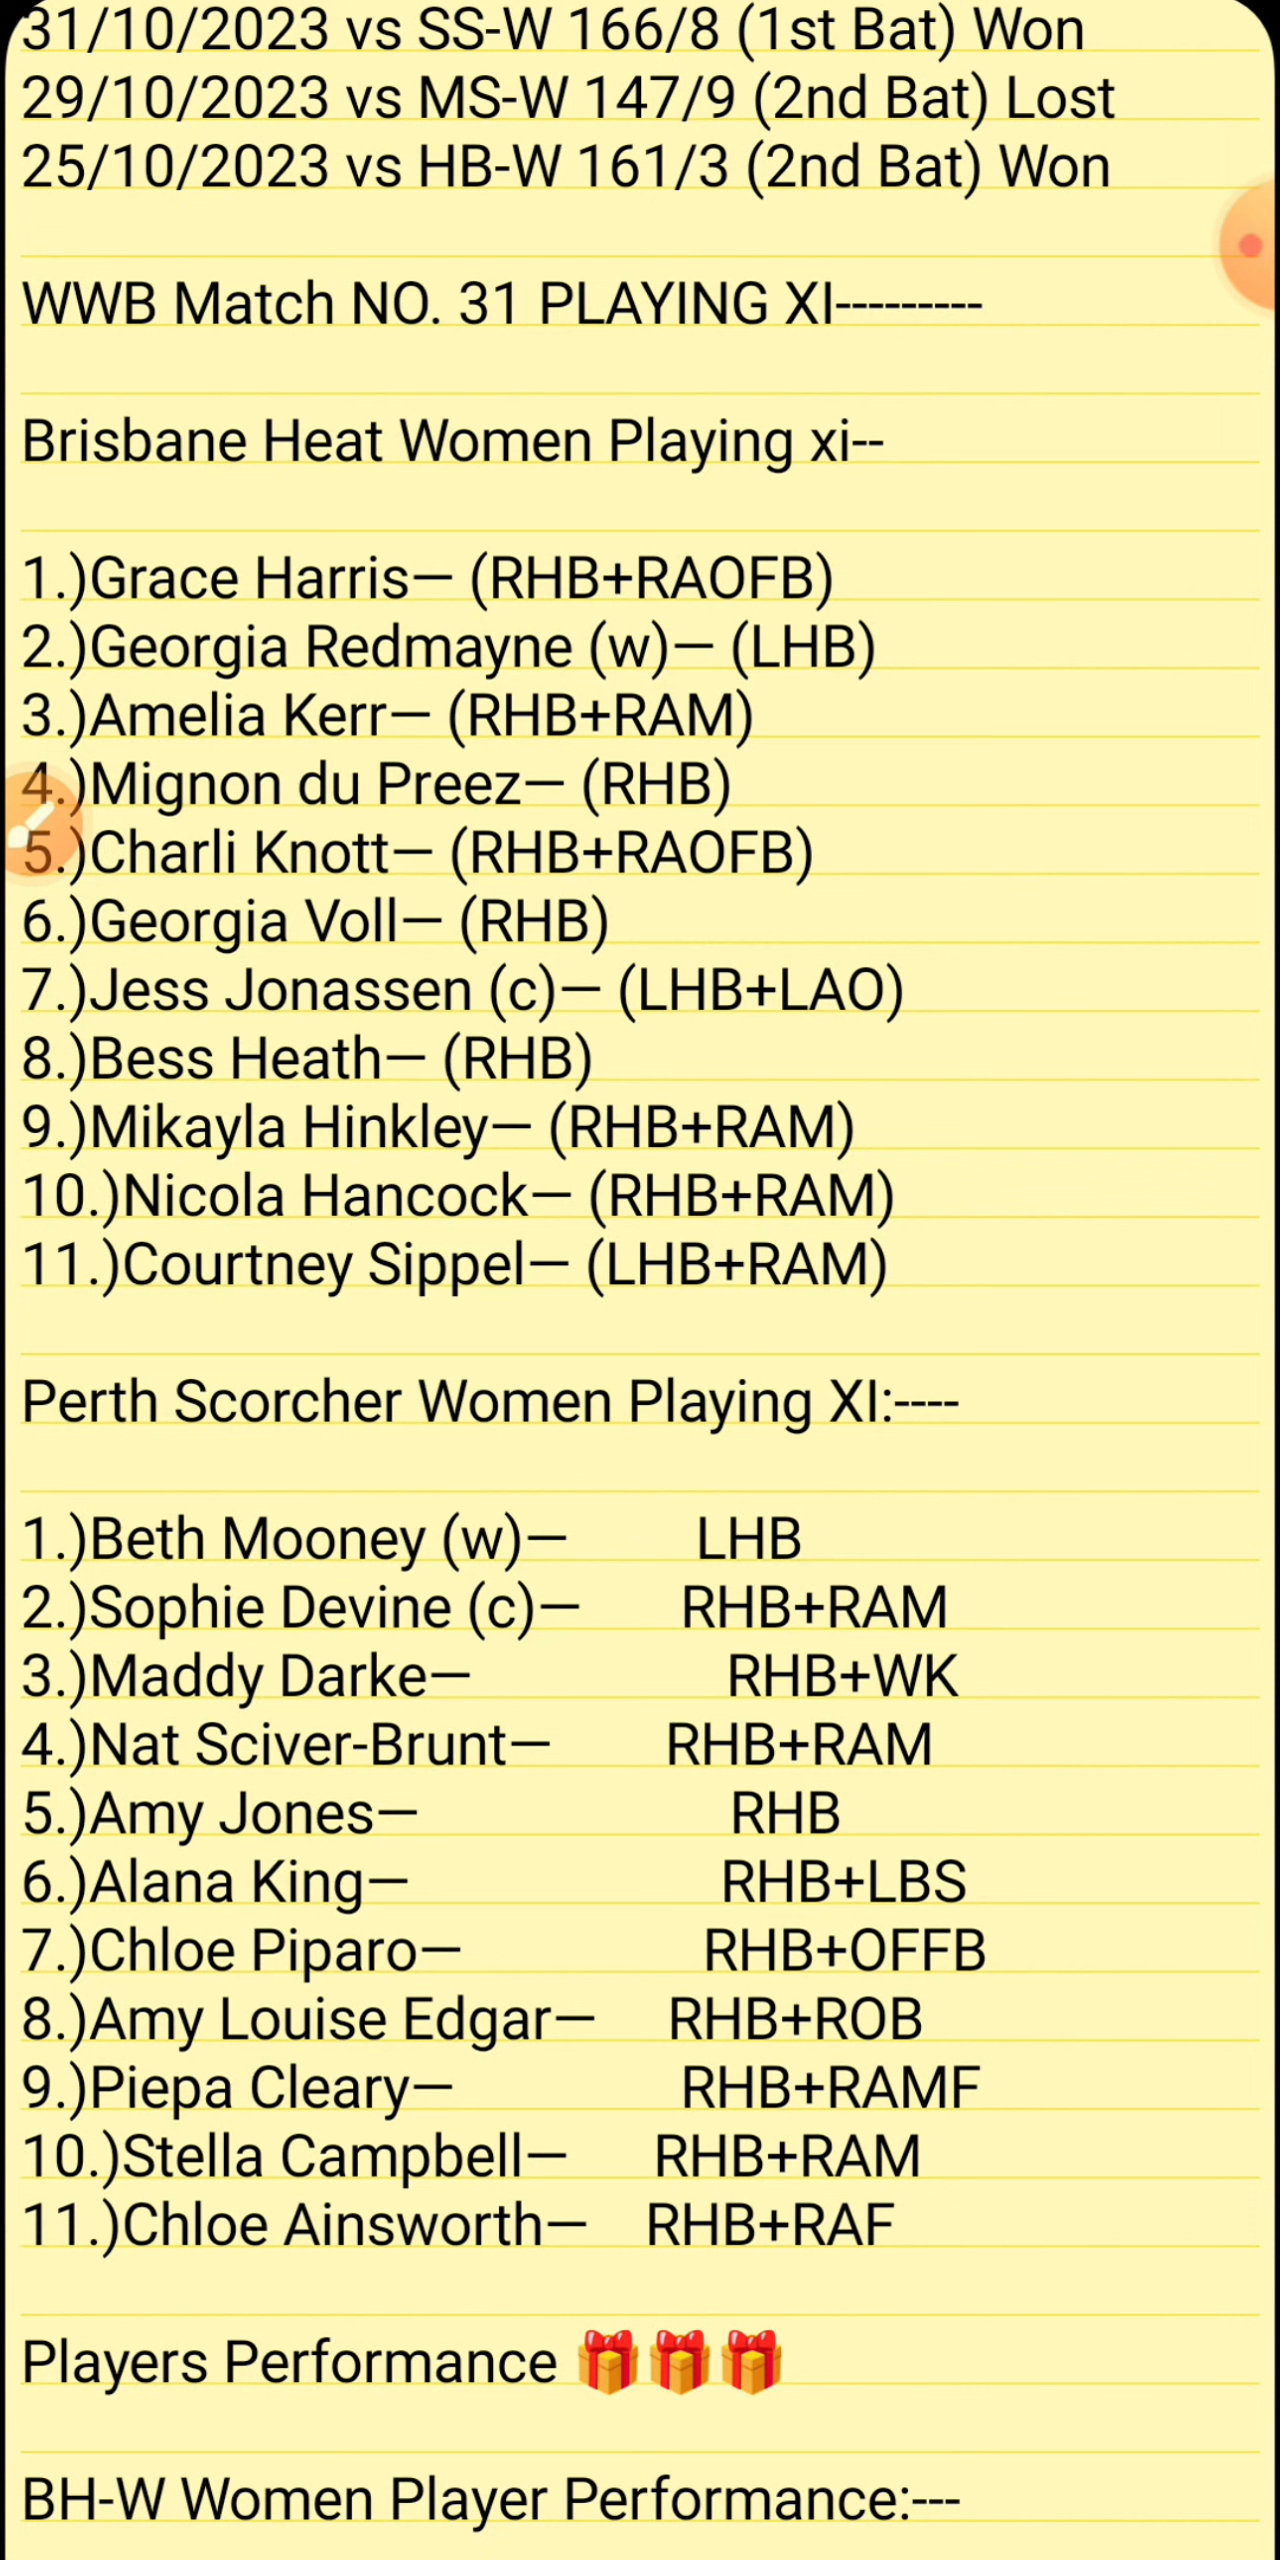 31/10/2023 vs SS-W 166/8 (1st Bat) Won
29/10/2023 vs MS-W 147/9 (2nd Bat) Lost
25/10/2023 vs HB-W 161/3 (2nd Bat) Won
WWB Match NO. 31 PLAYING XI---------
Brisbane Heat Women Playing xi--
1.)Grace Harris— (RHB+RAOFB)
2.)Georgia Redmayne (w)— (LHB)
3.)Amelia Kerr— (RHB+RAM)
4.)Mignon du Preez— (RHB)
5.)Charli Knott— (RHB+RAOFB)
6.)Georgia Voll— (RHB)
7.)Jess Jonassen (c)— (LHB+LAO)
8.)Bess Heath— (RHB)
9.)Mikayla Hinkley— (RHB+RAM)
10.)Nicola Hancock— (RHB+RAM)
11.)Courtney Sippel— (LHB+RAM)
Perth Scorcher Women Playing XI:----
1.)Beth Mooney (w)— LHB
2.)Sophie Devine (c)— RHB+RAM
3.)Maddy Darke— RHB+WK
4.)Nat Sciver-Brunt— RHB+RAM
5.)Amy Jones— RHB
6.)Alana King— RHB+LBS
7.)Chloe Piparo— RHB+OFFB
8.)Amy Louise Edgar— RHB+ROB
9.)Piepa Cleary— RHB+RAMF
10.)Stella Campbell— RHB+RAM
11.)Chloe Ainsworth— RHB+RAF
Players Performance 🎁🎁🎁
BH-W Women Player Performance:---